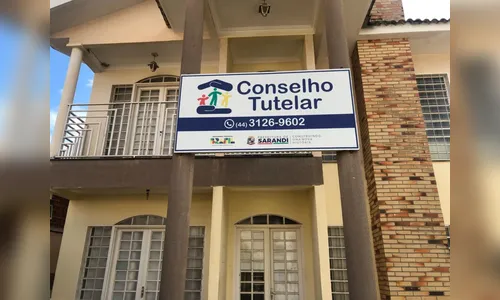 Conselho
Tutelar
(44) 3126-9602
SARANDI